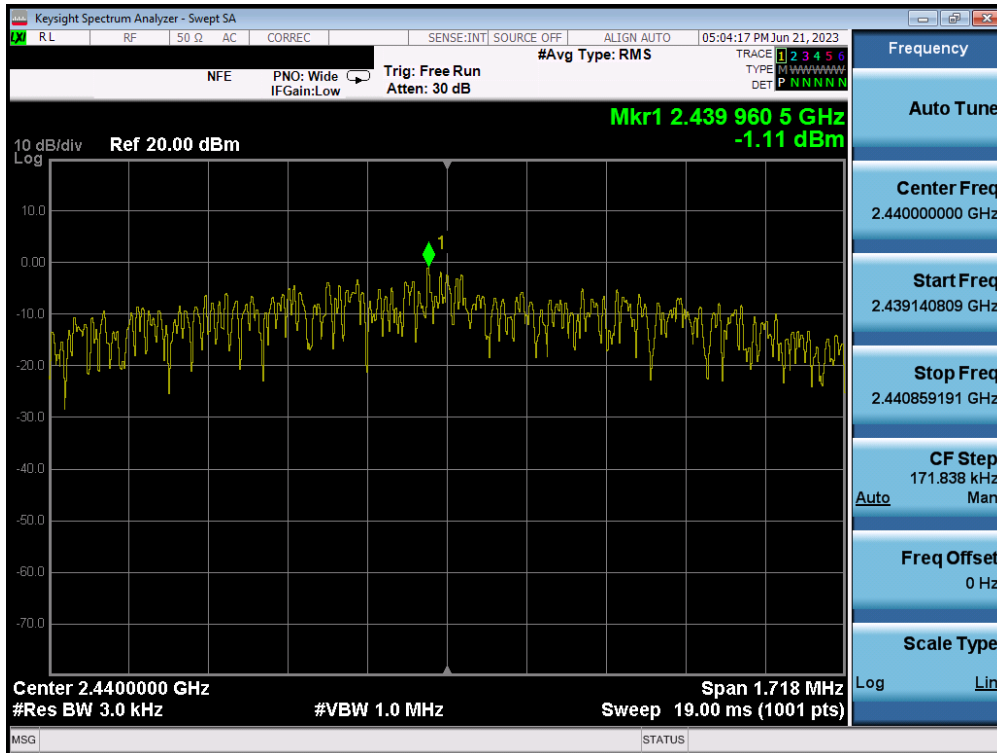 Keysight Spectrum Analyzer - Swept SA
LXI RL RF 50 Ω AC CORREC SENSE:INT SOURCE OFF ALIGN AUTO 05:04:17 PM Jun 21, 2023
#Avg Type: RMS
TRACE 1 2 3 4 5 6
NFE PNO: Wide Trig: Free Run TYPE M WWWWW
IFGain:Low Atten: 30 dB DET P N N N N N
Mkr1 2.439 960 5 GHz
-1.11 dBm
10 dB/div Ref 20.00 dBm
Log
10.0
1
0.00
-10.0
-20.0
-30.0
-40.0
-50.0
-60.0
-70.0
Center 2.4400000 GHz Span 1.718 MHz
#Res BW 3.0 kHz #VBW 1.0 MHz Sweep 19.00 ms (1001 pts)
MSG STATUS
Frequency
Auto Tune
Center Freq
2.440000000 GHz
Start Freq
2.439140809 GHz
Stop Freq
2.440859191 GHz
CF Step
171.838 kHz
Auto Man
Freq Offset
0 Hz
Scale Type
Log Lin